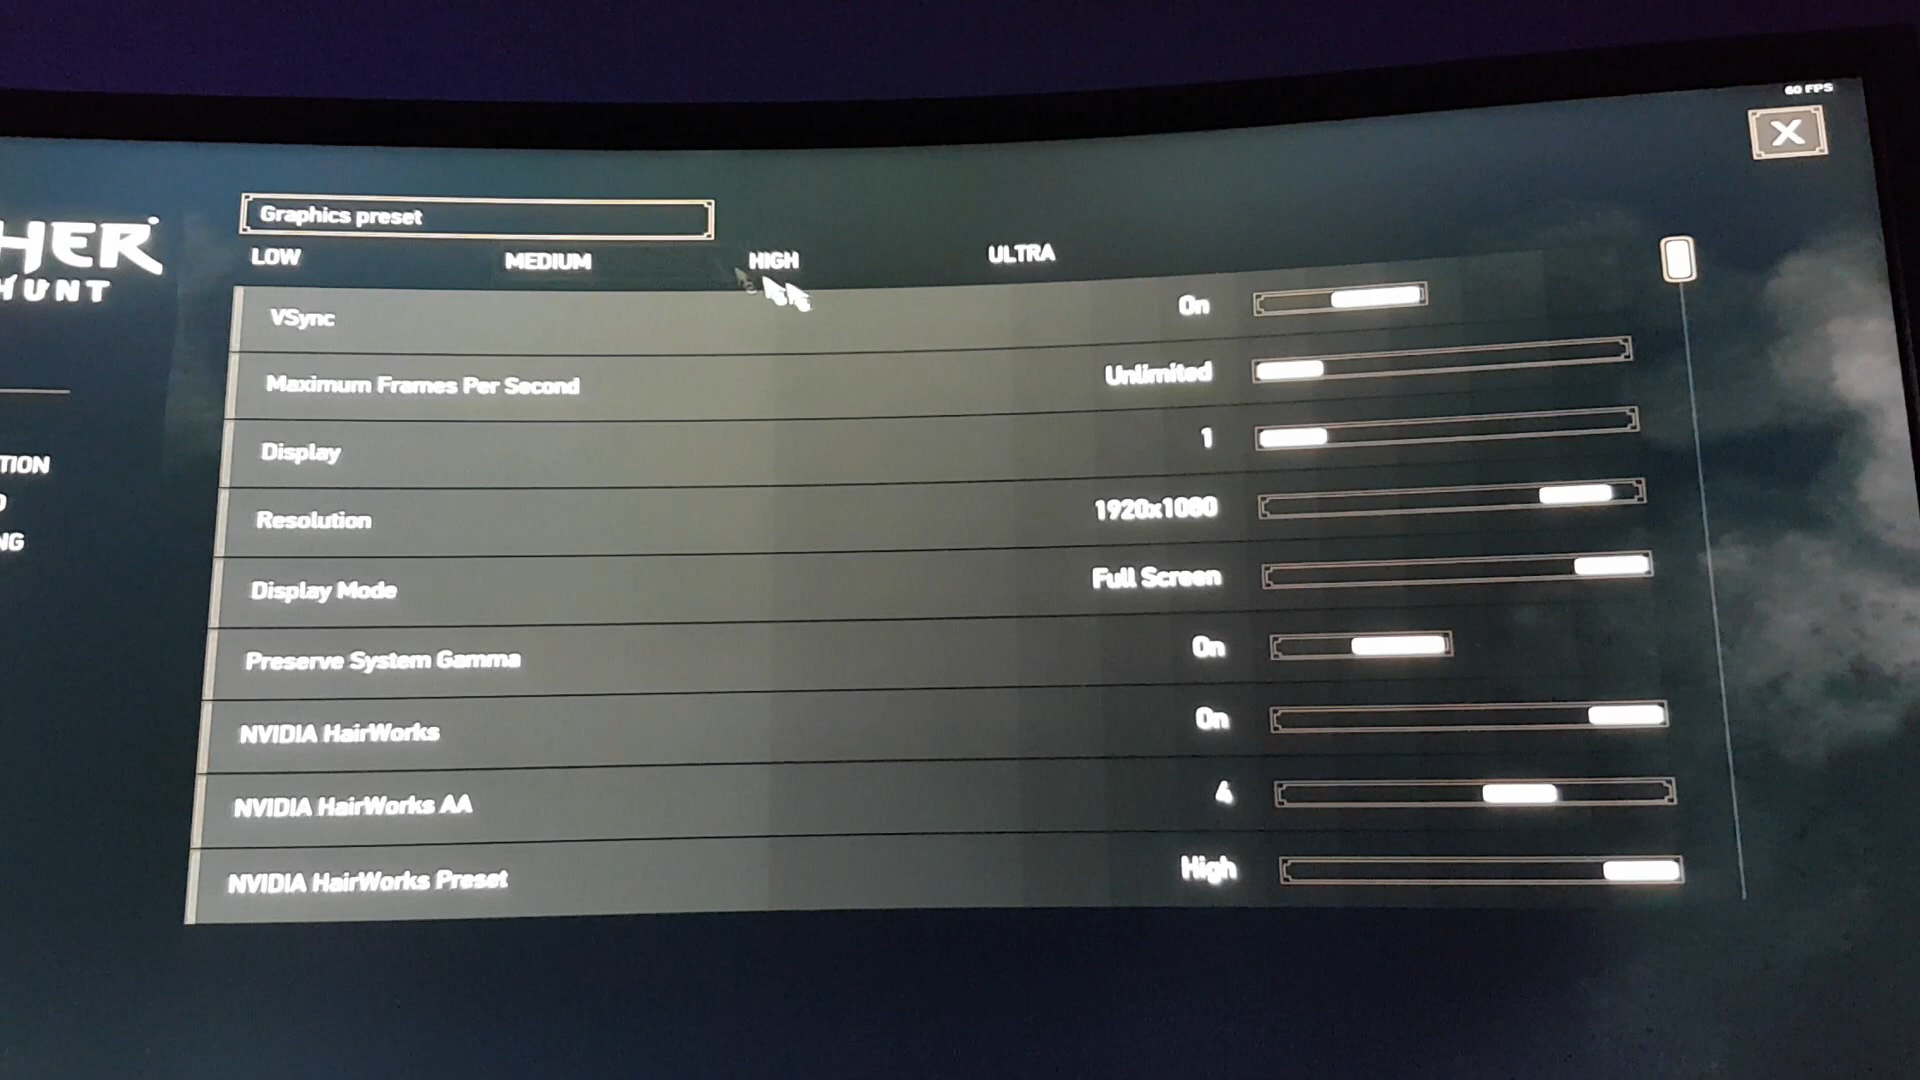 60 FPS
X
HER
HUNT
TION
NG
Graphics preset
LOW MEDIUM HIGH ULTRA
VSync On
Maximum Frames Per Second Unlimited
Display 1
Resolution 1920x1080
Display Mode Full Screen
Preserve System Gamma On
NVIDIA HairWorks On
NVIDIA HairWorks AA 4
NVIDIA HairWorks Preset High